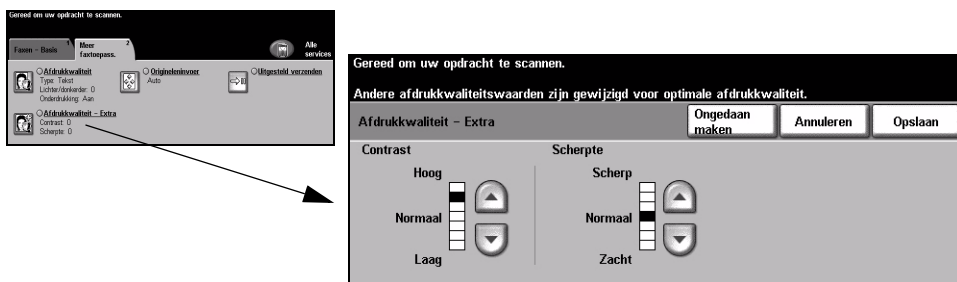 Gereed om uw opdracht te scannen.
Faxen - Basis 1
Meer 2
faxtoepass.
Alle
services
Afdrukkwaliteit
Type: Tekst
Lichter/donkerder: 0
Onderdrukking: Aan
Origineleninvoer
Auto
Uitgesteld verzenden
Afdrukkwaliteit - Extra
Contrast: 0
Scherpte: 0
Gereed om uw opdracht te scannen.
Andere afdrukkwaliteitswaarden zijn gewijzigd voor optimale afdrukkwaliteit.
Afdrukkwaliteit - Extra
Ongedaan
maken
Annuleren
Opslaan
Contrast
Hoog
Normaal
Laag
Scherpte
Scherp
Normaal
Zacht